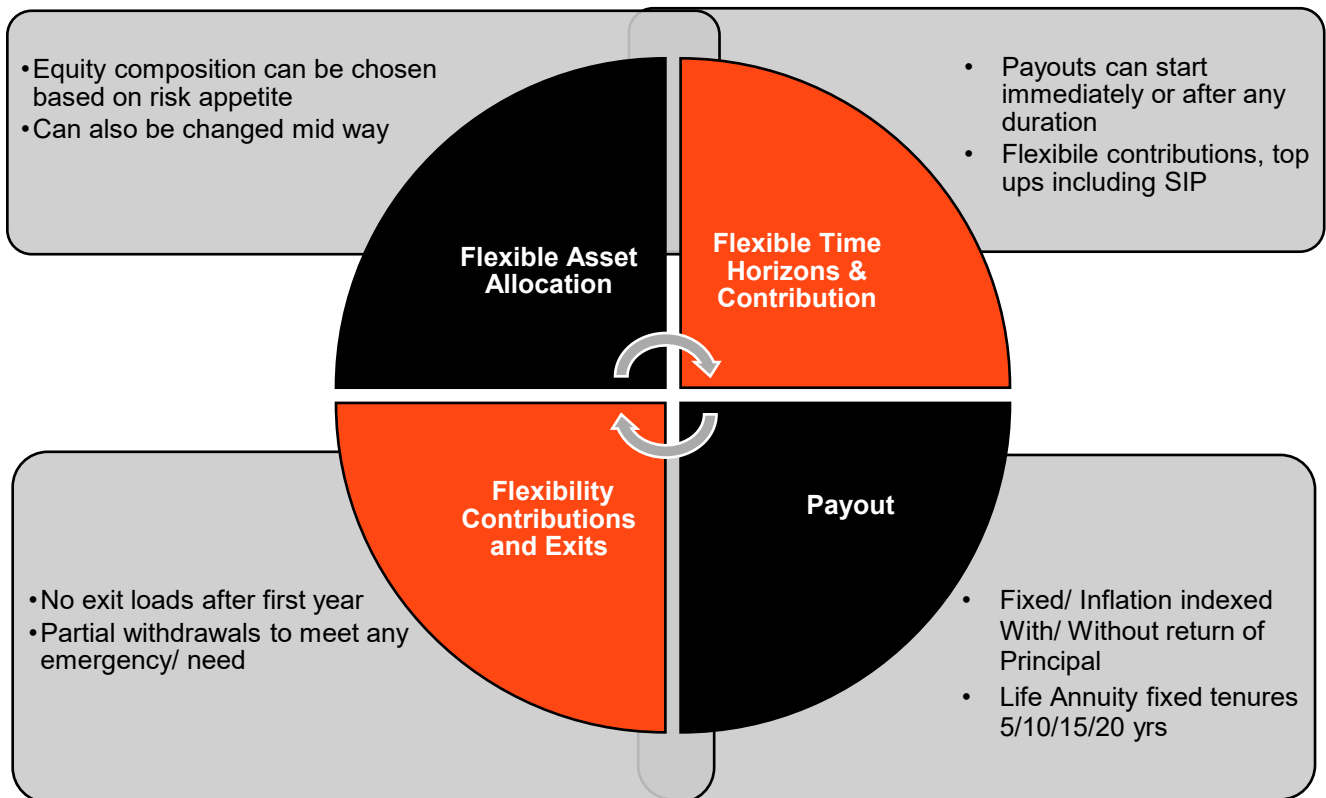 •Equity composition can be chosen
based on risk appetite
•Can also be changed mid way
• Payouts can start
immediately or after any
duration
• Flexibile contributions, top
ups including SIP
Flexible Asset
Allocation
Flexible Time
Horizons &
Contribution
Flexibility
Contributions
and Exits
Payout
•No exit loads after first year
•Partial withdrawals to meet any
emergency/ need
• Fixed/ Inflation indexed
With/ Without return of
Principal
• Life Annuity fixed tenures
5/10/15/20 yrs